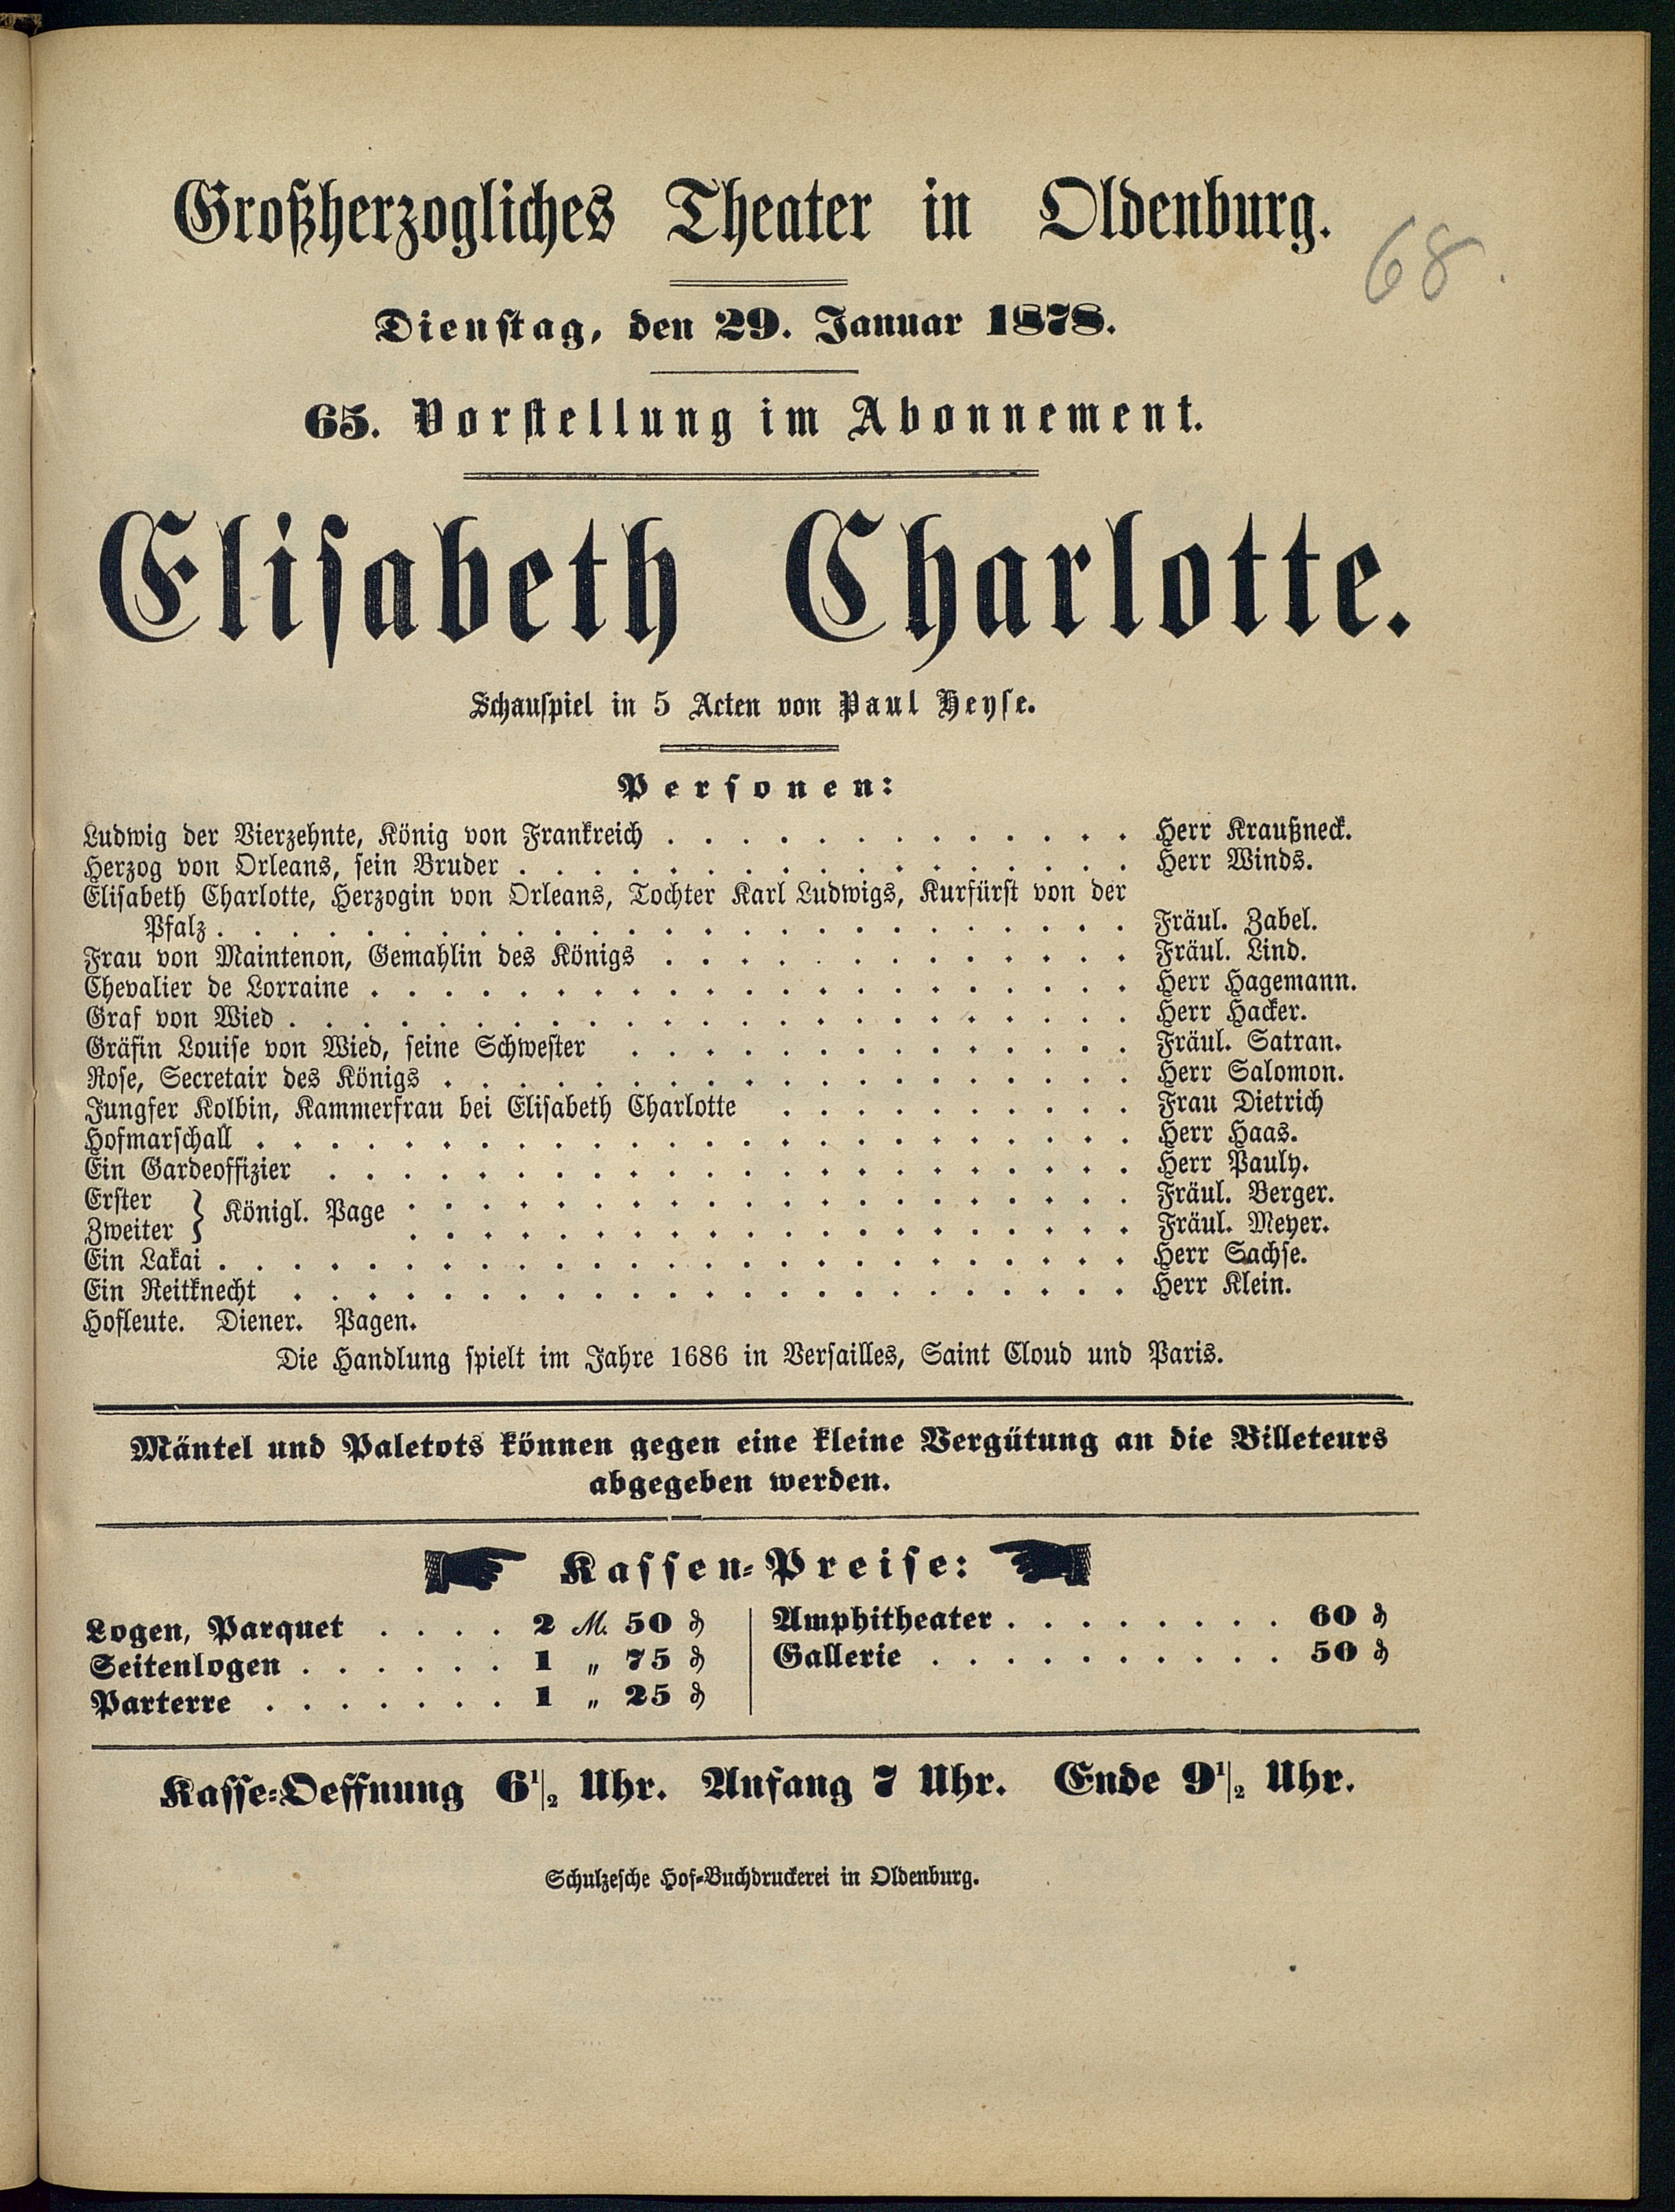 Großherzogliches Theater in Oldenburg.
68.
Dienstag, den 29. Januar 1878.
65. Vorstellung im Abonnement.
Elisabeth Charlotte.
Schauspiel in 5 Acten von Paul Heyse.
Personen:
Ludwig der Vierzehnte, König von Frankreich . . . . . . . . . . . . . Herr Kraußneck.
Herzog von Orleans, sein Bruder . . . . . . . . . . . . . . . . . Herr Winds.
Elisabeth Charlotte, Herzogin von Orleans, Tochter Karl Ludwigs, Kurfürst von der
Pfalz . . . . . . . . . . . . . . . . . . . . . . . . . Fräul. Zabel.
Frau von Maintenon, Gemahlin des Königs . . . . . . . . . . . . . Fräul. Lind.
Chevalier de Lorraine . . . . . . . . . . . . . . . . . . . . . Herr Hagemann.
Graf von Wied . . . . . . . . . . . . . . . . . . . . . . . Herr Hacker.
Gräfin Louise von Wied, seine Schwester . . . . . . . . . . . . . . Fräul. Satran.
Rose, Secretair des Königs . . . . . . . . . . . . . . . . . . . Herr Salomon.
Jungfer Kolbin, Kammerfrau bei Elisabeth Charlotte . . . . . . . . . . Frau Dietrich
Hofmarschall . . . . . . . . . . . . . . . . . . . . . . . . Herr Haas.
Ein Gardeoffizier . . . . . . . . . . . . . . . . . . . . . . Herr Pauly.
Erster } Königl. Page . . . . . . . . . . . . . . . . . . . . Fräul. Berger.
Zweiter } . . . . . . . . . . . . . . . . . . . . Fräul. Meyer.
Ein Lakai . . . . . . . . . . . . . . . . . . . . . . . . . Herr Sachse.
Ein Reitknecht . . . . . . . . . . . . . . . . . . . . . . . Herr Klein.
Hofleute. Diener. Pagen.
Die Handlung spielt im Jahre 1686 in Versailles, Saint Cloud und Paris.
Mäntel und Paletots können gegen eine kleine Vergütung an die Billeteurs
abgegeben werden.
Kassen-Preise:
Logen, Parquet . . . . 2 M. 50 ₰
Seitenlogen . . . . . . 1 „ 75 ₰
Parterre . . . . . . . 1 „ 25 ₰
Amphitheater . . . . . . . . 60 ₰
Gallerie . . . . . . . . . . 50 ₰
Kasse-Oeffnung 6½ Uhr. Anfang 7 Uhr. Ende 9½ Uhr.
Schulzesche Hof-Buchdruckerei in Oldenburg.